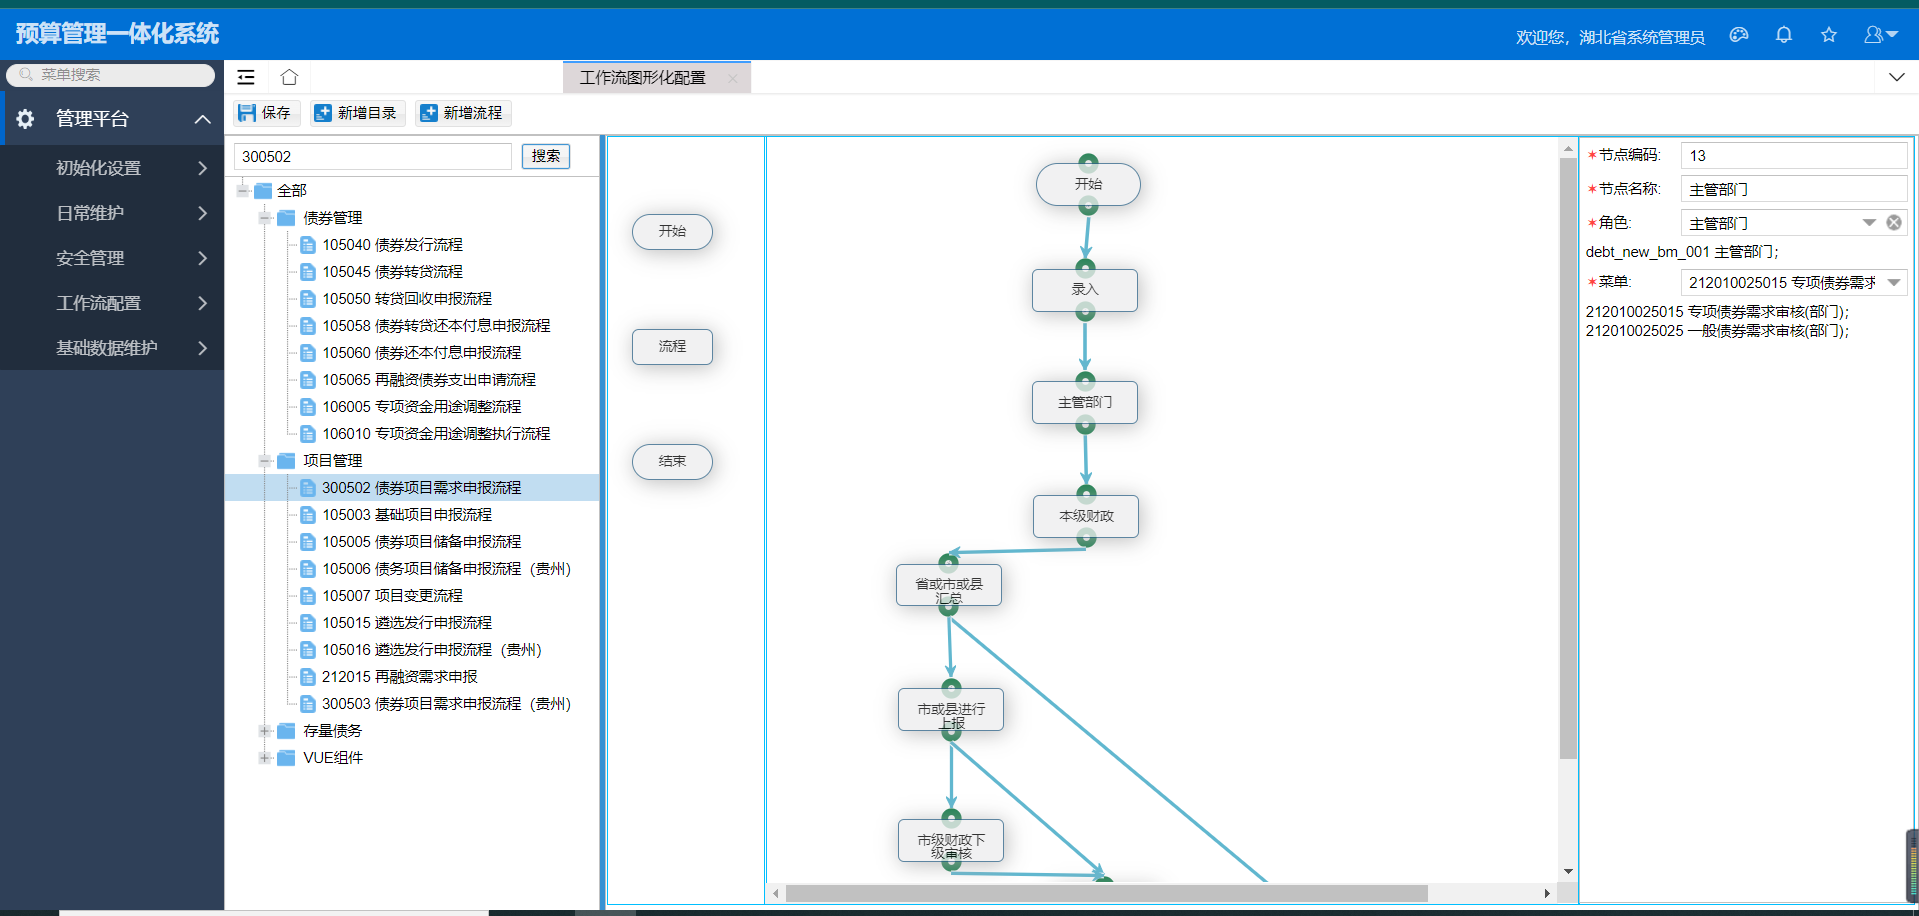 预算管理一体化系统
欢迎您，湖北省系统管理员
菜单搜索
工作流图形化配置
管理平台
初始化设置
日常维护
安全管理
工作流配置
基础数据维护
保存
新增目录
新增流程
300502
搜索
全部
债券管理
105040 债券发行流程
105045 债券转贷流程
105050 转贷回收申报流程
105058 债券转贷还本付息申报流程
105060 债券还本付息申报流程
105065 再融资债券支出申请流程
106005 专项资金用途调整流程
106010 专项资金用途调整执行流程
项目管理
300502 债券项目需求申报流程
105003 基础项目申报流程
105005 债券项目储备申报流程
105006 债务项目储备申报流程（贵州）
105007 项目变更流程
105015 遴选发行申报流程
105016 遴选发行申报流程（贵州）
212015 再融资需求申报
300503 债券项目需求申报流程（贵州）
存量债务
VUE组件
开始
流程
结束
开始
录入
主管部门
本级财政
省或市或县
汇总
市或县进行
上报
市级财政下
级审核
*节点编码: 13
*节点名称: 主管部门
*角色: 主管部门
debt_new_bm_001 主管部门;
*菜单: 212010025015 专项债券需求
212010025015 专项债券需求审核(部门);
212010025025 一般债券需求审核(部门);